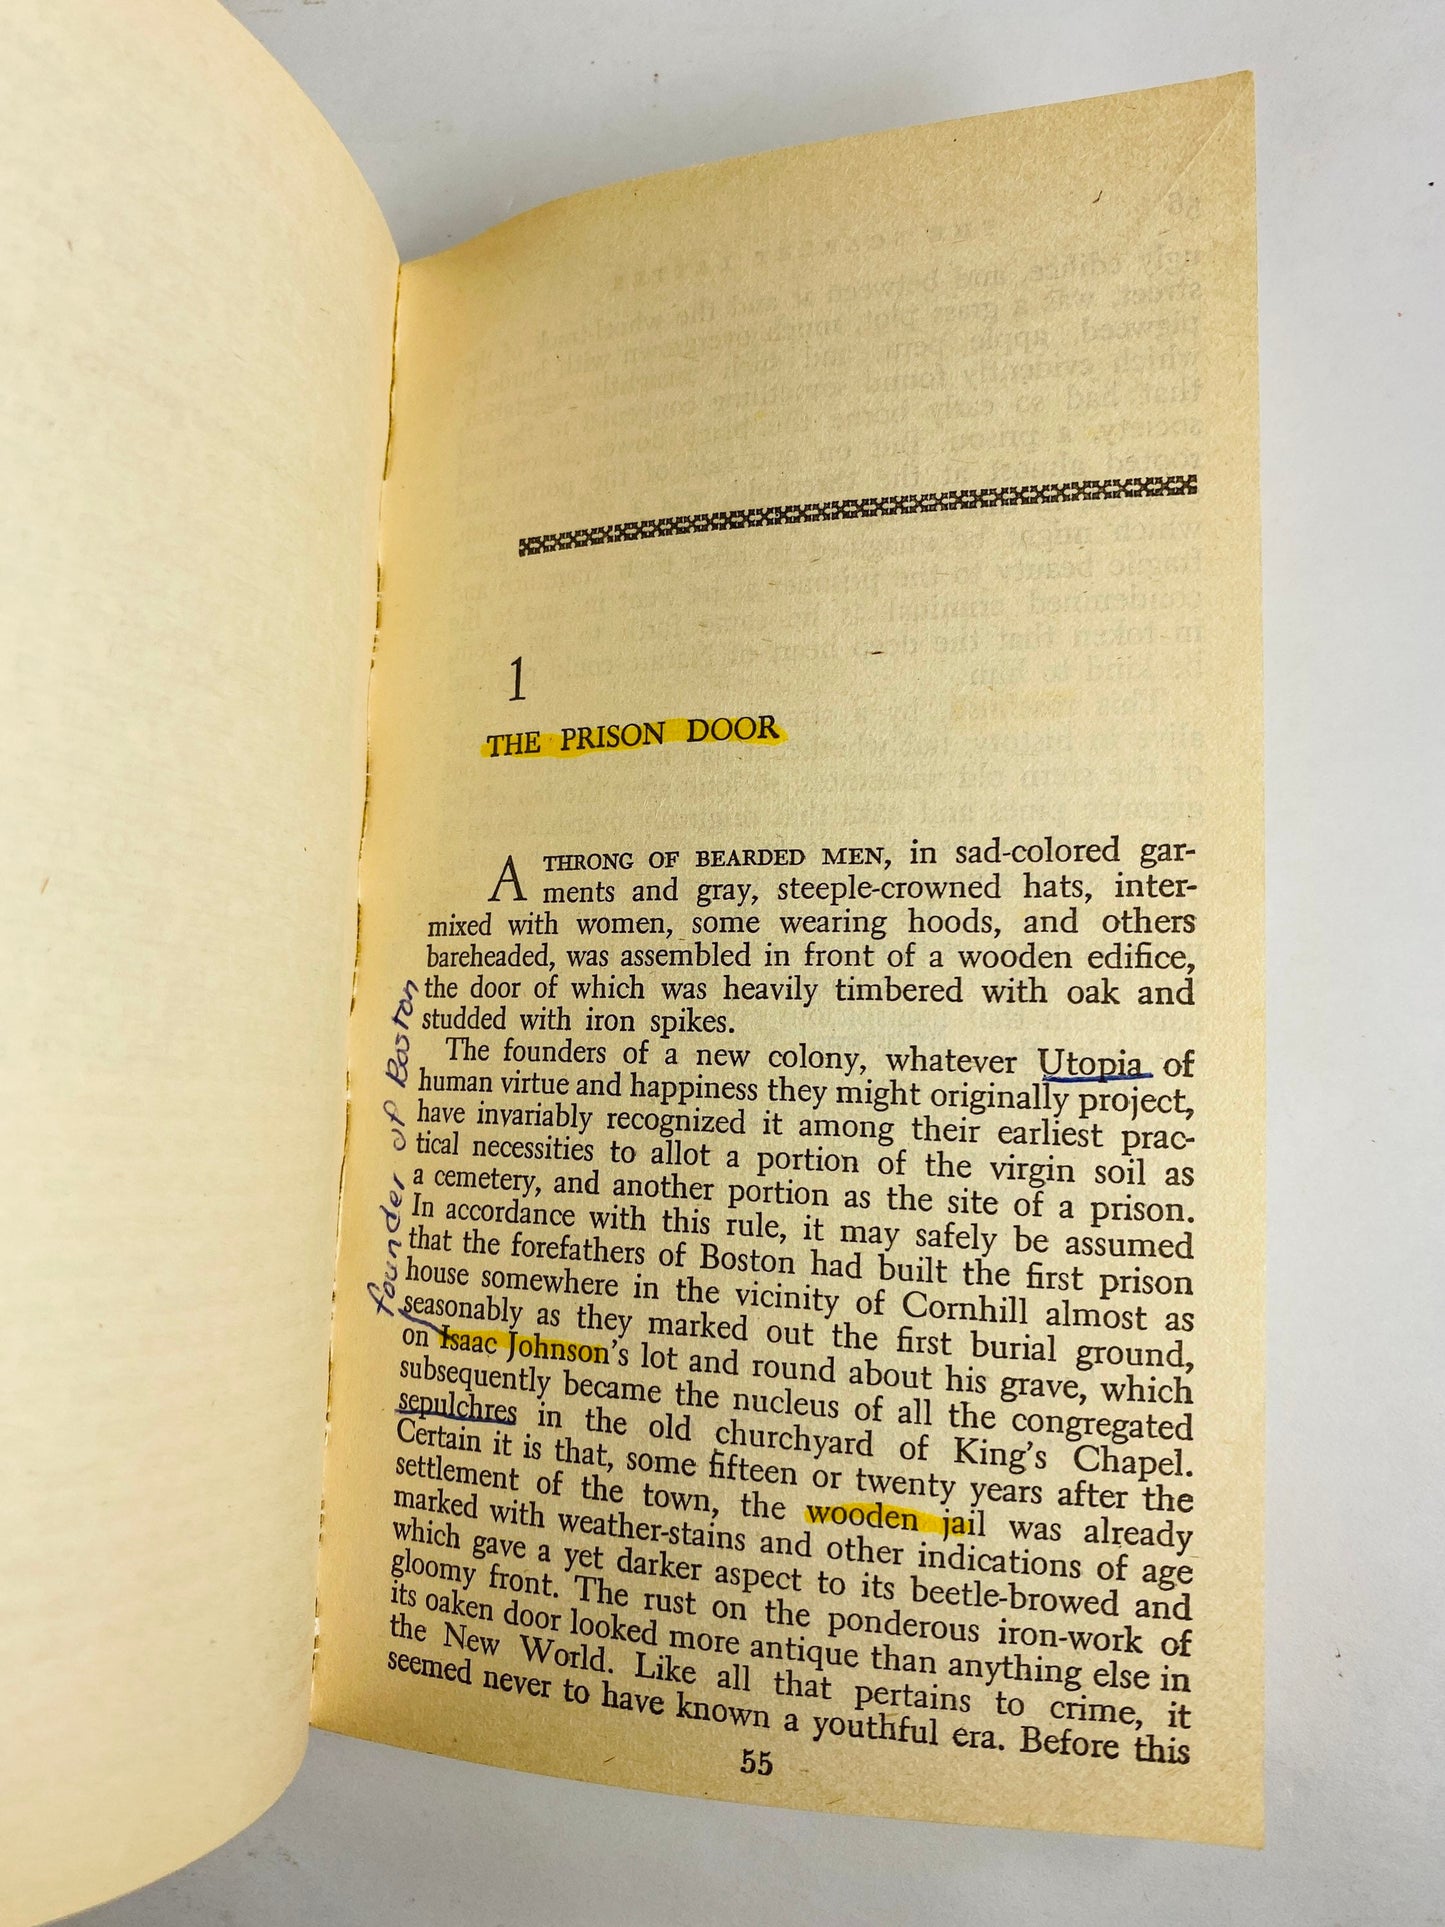 1
THE PRISON DOOR
A THRONG OF BEARDED MEN, in sad-colored gar-
ments and gray, steeple-crowned hats, inter-
mixed with women, some wearing hoods, and others
bareheaded, was assembled in front of a wooden edifice,
the door of which was heavily timbered with oak and
studded with iron spikes.
The founders of a new colony, whatever Utopia of
human virtue and happiness they might originally project,
have invariably recognized it among their earliest prac-
tical necessities to allot a portion of the virgin soil as
a cemetery, and another portion as the site of a prison.
In accordance with this rule, it may safely be assumed
that the forefathers of Boston had built the first prison
house somewhere in the vicinity of Cornhill almost as
seasonably as they marked out the first burial ground,
on Isaac Johnson's lot and round about his grave, which
subsequently became the nucleus of all the congregated
sepulchres in the old churchyard of King's Chapel.
Certain it is that, some fifteen or twenty years after the
settlement of the town, the wooden jail was already
marked with weather-stains and other indications of age
which gave a yet darker aspect to its beetle-browed and
gloomy front. The rust on the ponderous iron-work of
its oaken door looked more antique than anything else in
the New World. Like all that pertains to crime, it
seemed never to have known a youthful era. Before this
55
founder of Boston